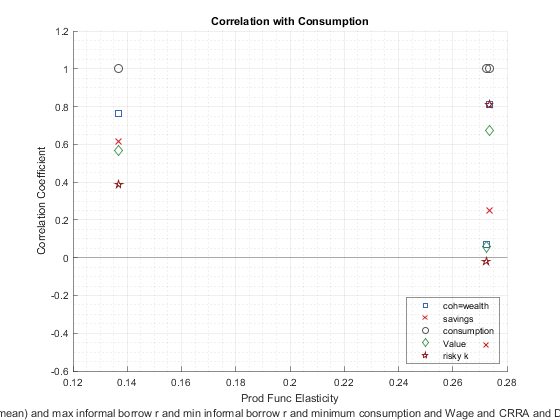 Correlation with Consumption
1.2
1
0.8
0.6
0.4
0.2
0
-0.2
-0.4
-0.6
Correlation Coefficient
coh=wealth
savings
consumption
Value
risky k
0.12
0.14
0.16
0.18
0.2
0.22
0.24
0.26
0.28
Prod Func Elasticity
mean) and max informal borrow r and min informal borrow r and minimum consumption and Wage and CRRA and